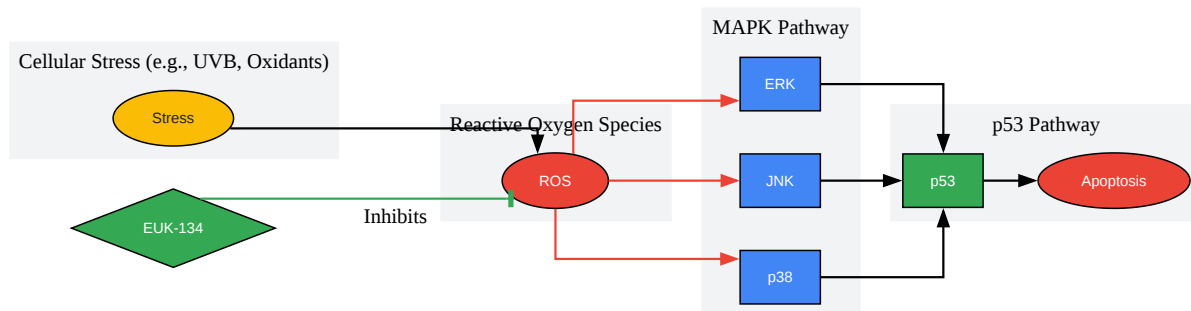 MAPK Pathway
Cellular Stress (e.g., UVB, Oxidants)
ERK
Stress
Reactive Oxygen Species
p53 Pathway
ROS
JNK
p53
Apoptosis
Inhibits
EUK-134
p38